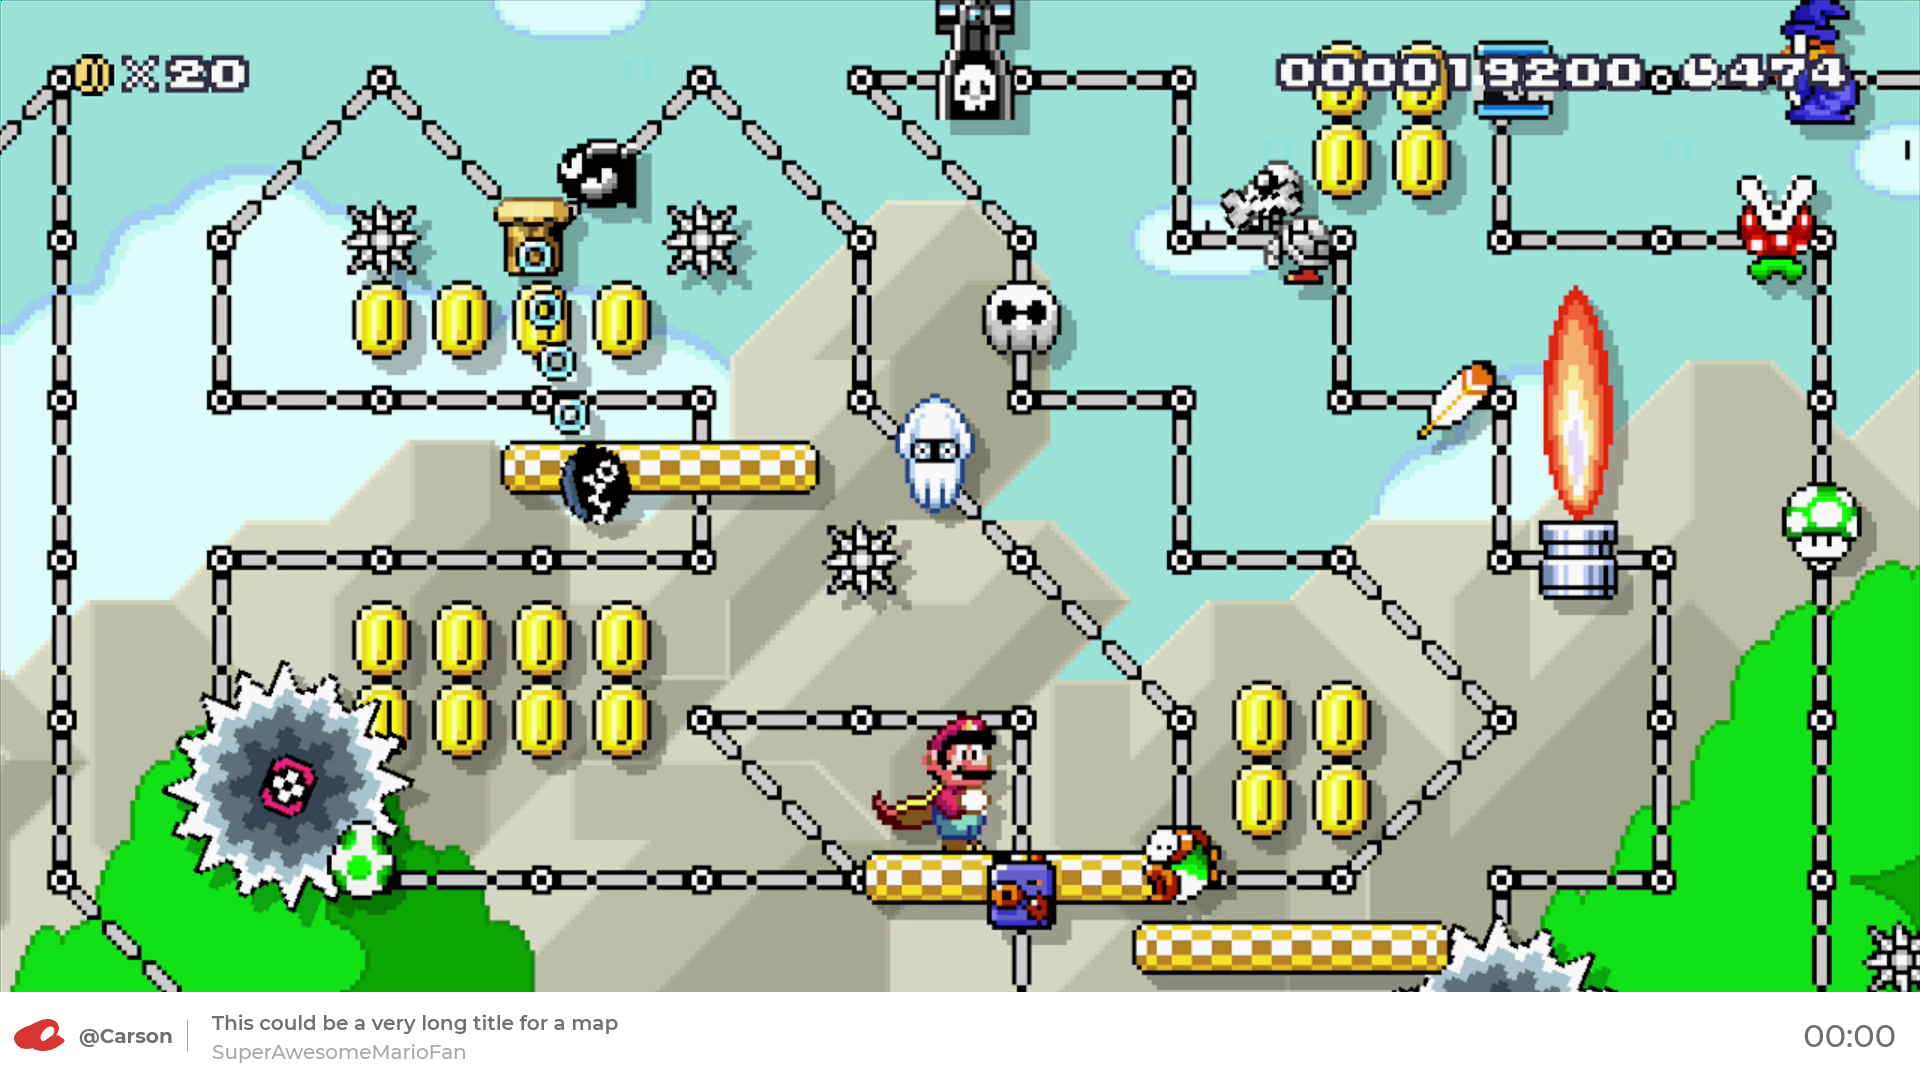 ×20
000019200 474
@Carson
This could be a very long title for a map
SuperAwesomeMarioFan
00:00